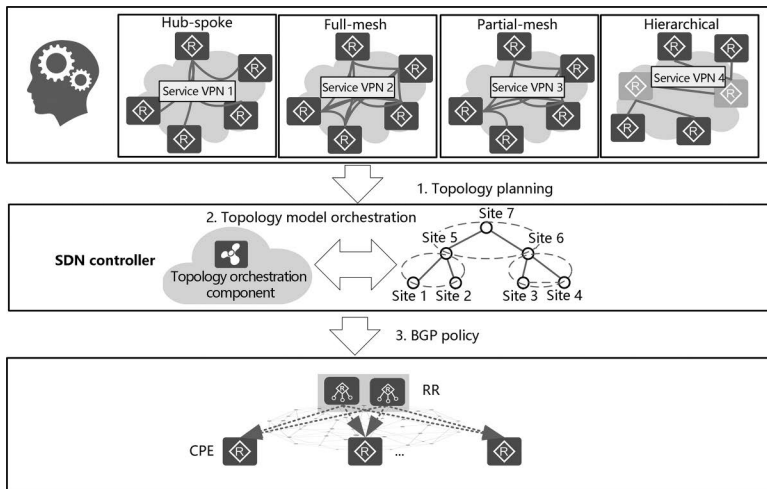 Hub-spoke
Full-mesh
Partial-mesh
Hierarchical
R
R
R
R
R
Service VPN 1
R
R
R
R
R
Service VPN 2
R
R
R
R
R
Service VPN 3
R
R
R
R
R
R
Service VPN 4
1. Topology planning
SDN controller
2. Topology model orchestration
Topology orchestration
component
Site 7
Site 5
Site 6
Site 1
Site 2
Site 3
Site 4
3. BGP policy
R
R
RR
CPE
R
R
...
R